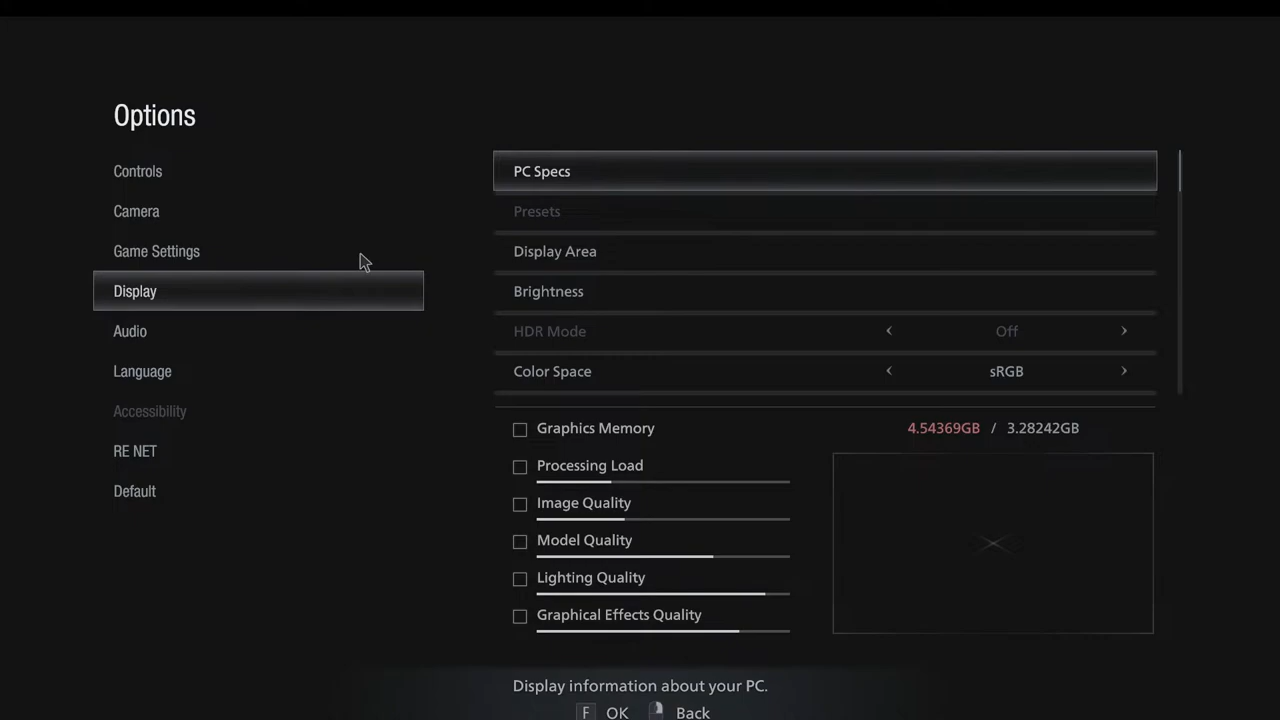 Options
Controls
Camera
Game Settings
Display
Audio
Language
Accessibility
RE NET
Default
PC Specs
Presets
Display Area
Brightness
HDR Mode < Off >
Color Space < sRGB >
Graphics Memory 4.54369GB / 3.28242GB
Processing Load
Image Quality
Model Quality
Lighting Quality
Graphical Effects Quality
Display information about your PC.
F OK Back